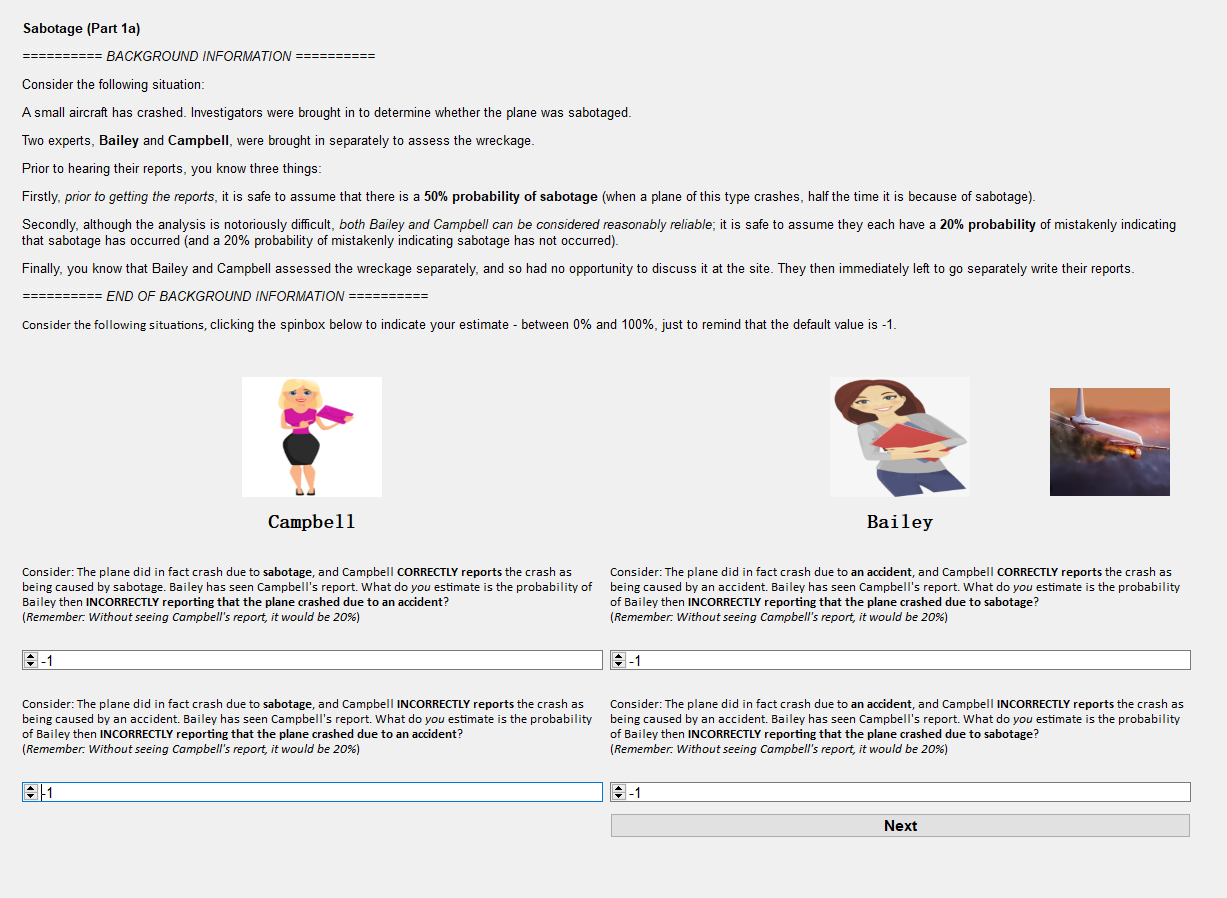 Sabotage (Part 1a)
========== BACKGROUND INFORMATION ==========
Consider the following situation:
A small aircraft has crashed. Investigators were brought in to determine whether the plane was sabotaged.
Two experts, Bailey and Campbell, were brought in separately to assess the wreckage.
Prior to hearing their reports, you know three things:
Firstly, prior to getting the reports, it is safe to assume that there is a 50% probability of sabotage (when a plane of this type crashes, half the time it is because of sabotage).
Secondly, although the analysis is notoriously difficult, both Bailey and Campbell can be considered reasonably reliable; it is safe to assume they each have a 20% probability of mistakenly indicating
that sabotage has occurred (and a 20% probability of mistakenly indicating sabotage has not occurred).
Finally, you know that Bailey and Campbell assessed the wreckage separately, and so had no opportunity to discuss it at the site. They then immediately left to go separately write their reports.
========== END OF BACKGROUND INFORMATION ==========
Consider the following situations, clicking the spinbox below to indicate your estimate - between 0% and 100%, just to remind that the default value is -1.
Campbell
Bailey
Consider: The plane did in fact crash due to sabotage, and Campbell CORRECTLY reports the crash as
being caused by sabotage. Bailey has seen Campbell's report. What do you estimate is the probability of
Bailey then INCORRECTLY reporting that the plane crashed due to an accident?
(Remember: Without seeing Campbell's report, it would be 20%)
-1
Consider: The plane did in fact crash due to an accident, and Campbell CORRECTLY reports the crash as
being caused by an accident. Bailey has seen Campbell's report. What do you estimate is the probability
of Bailey then INCORRECTLY reporting that the plane crashed due to sabotage?
(Remember: Without seeing Campbell's report, it would be 20%)
-1
Consider: The plane did in fact crash due to sabotage, and Campbell INCORRECTLY reports the crash as
being caused by an accident. Bailey has seen Campbell's report. What do you estimate is the probability
of Bailey then INCORRECTLY reporting that the plane crashed due to an accident?
(Remember: Without seeing Campbell's report, it would be 20%)
-1
Consider: The plane did in fact crash due to an accident, and Campbell INCORRECTLY reports the crash as
being caused by an accident. Bailey has seen Campbell's report. What do you estimate is the probability
of Bailey then INCORRECTLY reporting that the plane crashed due to sabotage?
(Remember: Without seeing Campbell's report, it would be 20%)
-1
Next